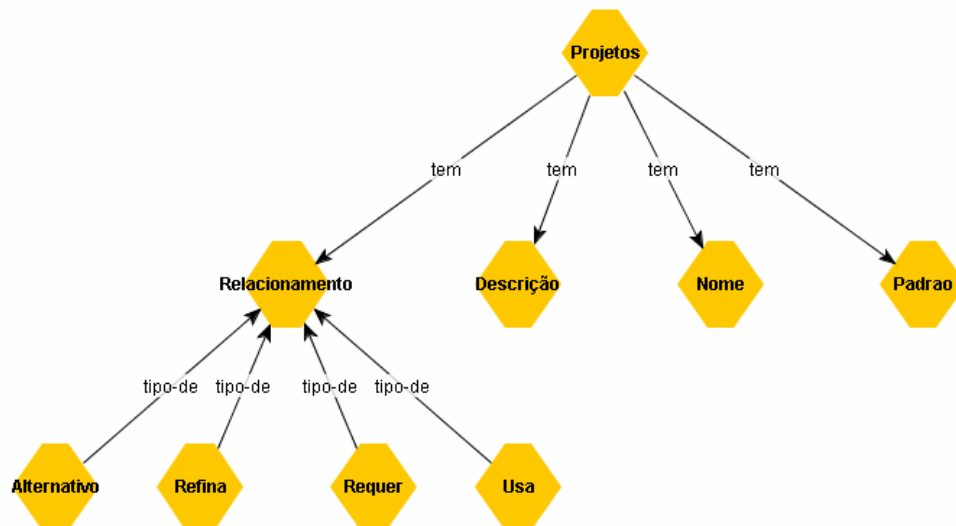 Projetos
tem
tem
tem
tem
Relacionamento
Descrição
Nome
Padrao
tipo-de
tipo-de
tipo-de
tipo-de
Alternativo
Refina
Requer
Usa